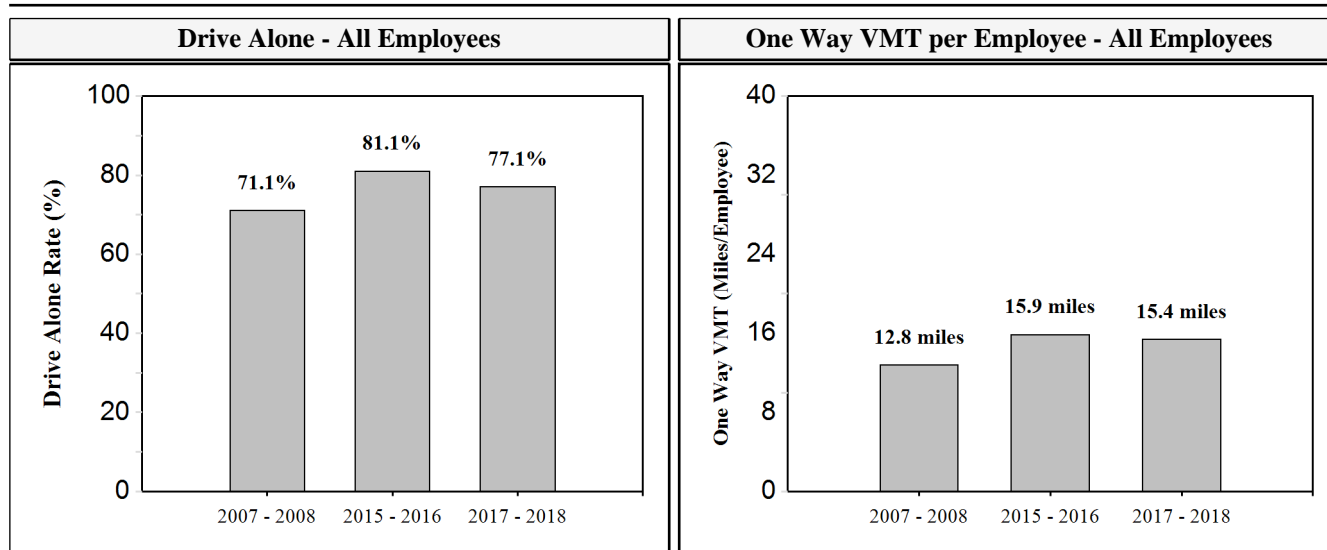 Drive Alone - All Employees
Drive Alone Rate (%)
100
80
60
40
20
0
71.1%
81.1%
77.1%
2007 - 2008
2015 - 2016
2017 - 2018
One Way VMT per Employee - All Employees
One Way VMT (Miles/Employee)
40
32
24
16
8
0
12.8 miles
15.9 miles
15.4 miles
2007 - 2008
2015 - 2016
2017 - 2018